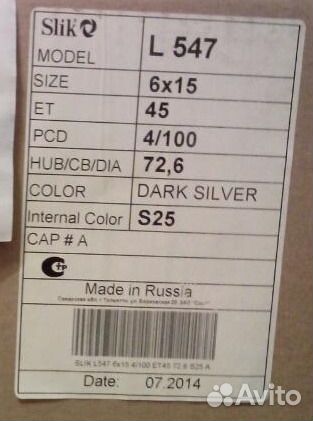 Slik
MODEL L 547
SIZE 6x15
ET 45
PCD 4/100
HUB/CB/DIA 72,6
COLOR DARK SILVER
Internal Color S25
CAP # A
Made in Russia
SLIK L547 6x15 4/100 ET45 72,6 S25 A
Date: 07.2014
Avito